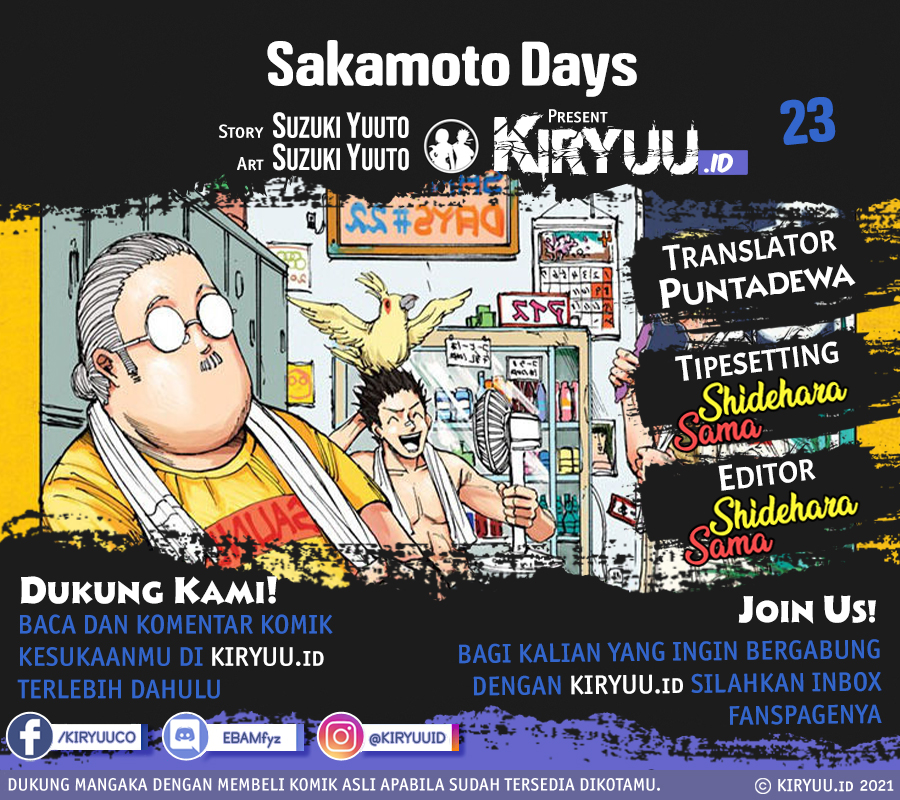 Sakamoto Days
STORY SUZUKI YUUTO
ART SUZUKI YUUTO
PRESENT
KIRYUU.ID
23
DAYS #22
アイス
TRANSLATOR
PUNTADEWA
TIPESETTING
Shidehara
Sama
EDITOR
Shidehara
Sama
DUKUNG KAMI!
BACA DAN KOMENTAR KOMIK
KESUKAANMU DI KIRYUU.ID
TERLEBIH DAHULU
JOIN US!
BAGI KALIAN YANG INGIN BERGABUNG
DENGAN KIRYUU.ID SILAHKAN INBOX
FANSPAGENYA
/KIRYUUCO
EBAMfyz
@KIRYUUID
DUKUNG MANGAKA DENGAN MEMBELI KOMIK ASLI APABILA SUDAH TERSEDIA DIKOTAMU.
© KIRYUU.ID 2021